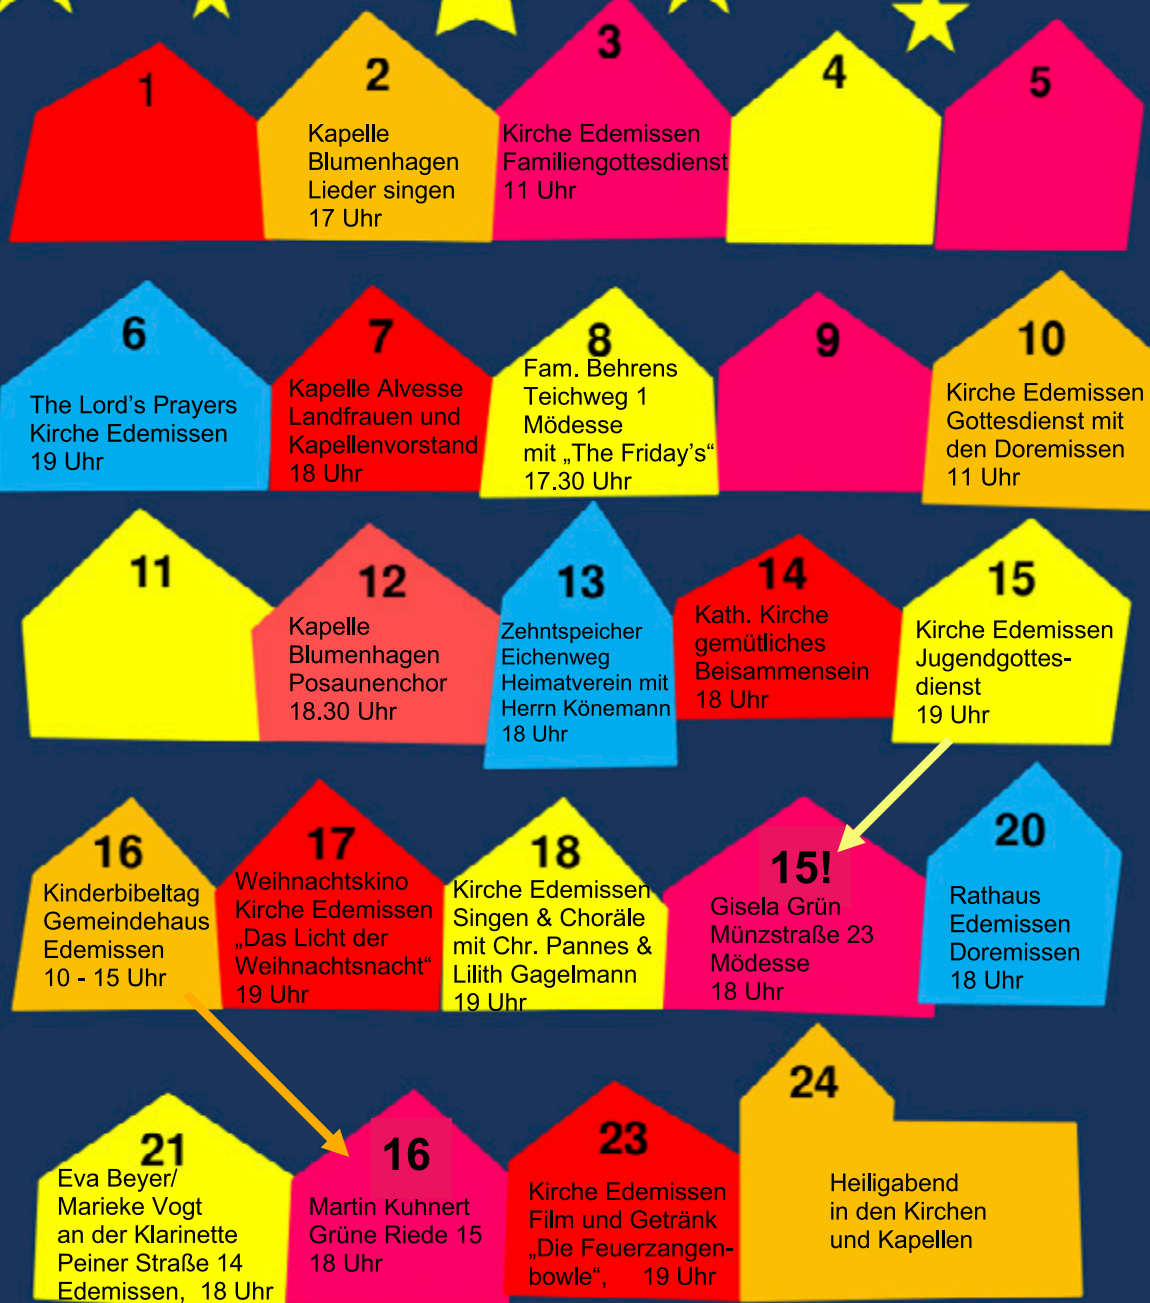 1
2
Kapelle
Blumenhagen
Lieder singen
17 Uhr
3
Kirche Edemissen
Familiengottesdienst
11 Uhr
4
5
6
The Lord's Prayers
Kirche Edemissen
19 Uhr
7
Kapelle Alvesse
Landfrauen und
Kapellenvorstand
18 Uhr
8
Fam. Behrens
Teichweg 1
Mödesse
mit „The Friday's“
17.30 Uhr
9
10
Kirche Edemissen
Gottesdienst mit
den Doremissen
11 Uhr
11
12
Kapelle
Blumenhagen
Posaunenchor
18.30 Uhr
13
Zehntspeicher
Eichenweg
Heimatverein mit
Herrn Könemann
18 Uhr
14
Kath. Kirche
gemütliches
Beisammensein
18 Uhr
15
Kirche Edemissen
Jugendgottes-
dienst
19 Uhr
16
Kinderbibeltag
Gemeindehaus
Edemissen
10 - 15 Uhr
17
Weihnachtskino
Kirche Edemissen
„Das Licht der
Weihnachtsnacht“
19 Uhr
18
Kirche Edemissen
Singen & Choräle
mit Chr. Pannes &
Lilith Gagelmann
19 Uhr
15!
Gisela Grün
Münzstraße 23
Mödesse
18 Uhr
20
Rathaus
Edemissen
Doremissen
18 Uhr
21
Eva Beyer/
Marieke Vogt
an der Klarinette
Peiner Straße 14
Edemissen, 18 Uhr
16
Martin Kuhnert
Grüne Riede 15
18 Uhr
23
Kirche Edemissen
Film und Getränk
„Die Feuerzangen-
bowle“, 19 Uhr
24
Heiligabend
in den Kirchen
und Kapellen